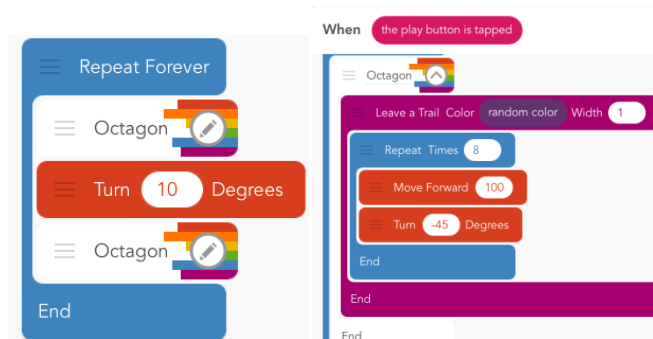 Repeat Forever
Octagon
Turn 10 Degrees
Octagon
End
When the play button is tapped
Octagon
Leave a Trail Color random color Width 1
Repeat Times 8
Move Forward 100
Turn -45 Degrees
End
End
End